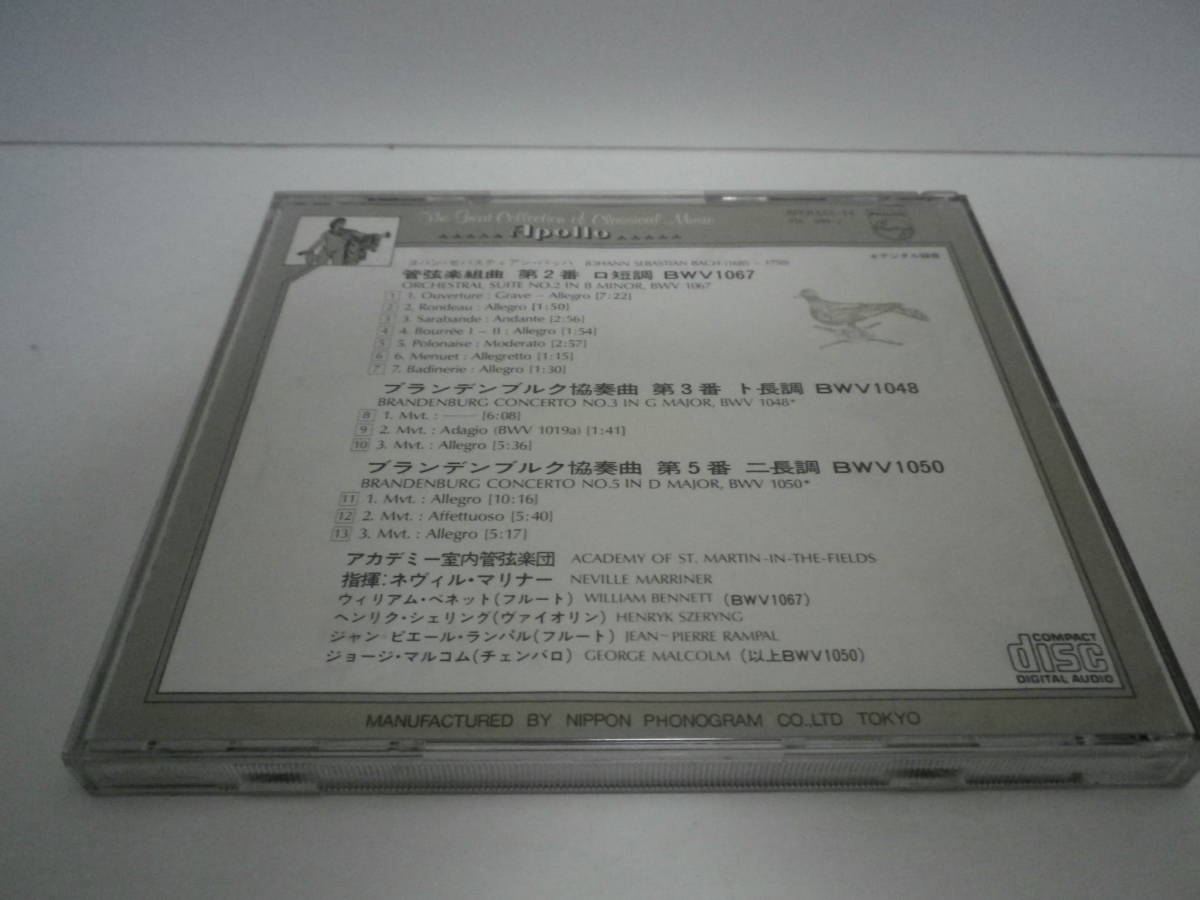 The Great Collection of Classical Music
Apollo
PHILIPS
ヨハン・セバスティアン・バッハ JOHANN SEBASTIAN BACH (1685 - 1750)
管弦楽組曲 第2番 ロ短調 BWV1067
ORCHESTRAL SUITE NO.2 IN B MINOR, BWV 1067
1 1. Ouverture : Grave - Allegro [7:22]
2 2. Rondeau : Allegro [1:50]
3 3. Sarabande : Andante [2:56]
4 4. Bourrée I - II : Allegro [1:54]
5 5. Polonaise : Moderato [2:57]
6 6. Menuet : Allegretto [1:15]
7 7. Badinerie : Allegro [1:30]
ブランデンブルク協奏曲 第3番 ト長調 BWV1048
BRANDENBURG CONCERTO NO.3 IN G MAJOR, BWV 1048*
8 1. Mvt. : —— [6:08]
9 2. Mvt. : Adagio (BWV 1019a) [1:41]
10 3. Mvt. : Allegro [5:36]
ブランデンブルク協奏曲 第5番 ニ長調 BWV1050
BRANDENBURG CONCERTO NO.5 IN D MAJOR, BWV 1050*
11 1. Mvt. : Allegro [10:16]
12 2. Mvt. : Affettuoso [5:40]
13 3. Mvt. : Allegro [5:17]
アカデミー室内管弦楽団 ACADEMY OF ST. MARTIN-IN-THE-FIELDS
指揮:ネヴィル・マリナー NEVILLE MARRINER
ウィリアム・ベネット(フルート) WILLIAM BENNETT (BWV1067)
ヘンリク・シェリング(ヴァイオリン) HENRYK SZERYNG
ジャン=ピエール・ランパル(フルート) JEAN-PIERRE RAMPAL
ジョージ・マルコム(チェンバロ) GEORGE MALCOLM (以上BWV1050)
COMPACT
disc
DIGITAL AUDIO
MANUFACTURED BY NIPPON PHONOGRAM CO.,LTD TOKYO